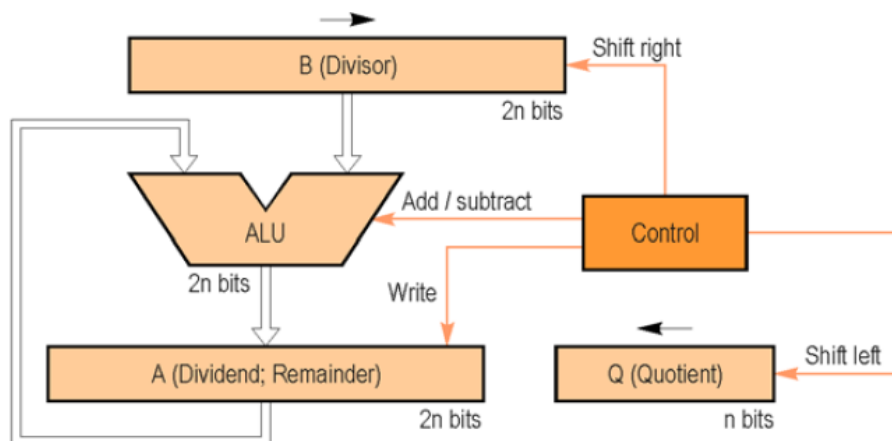 Shift right
B (Divisor)
2n bits
Add / subtract
ALU
Control
2n bits
Write
Shift left
A (Dividend; Remainder)
Q (Quotient)
2n bits
n bits